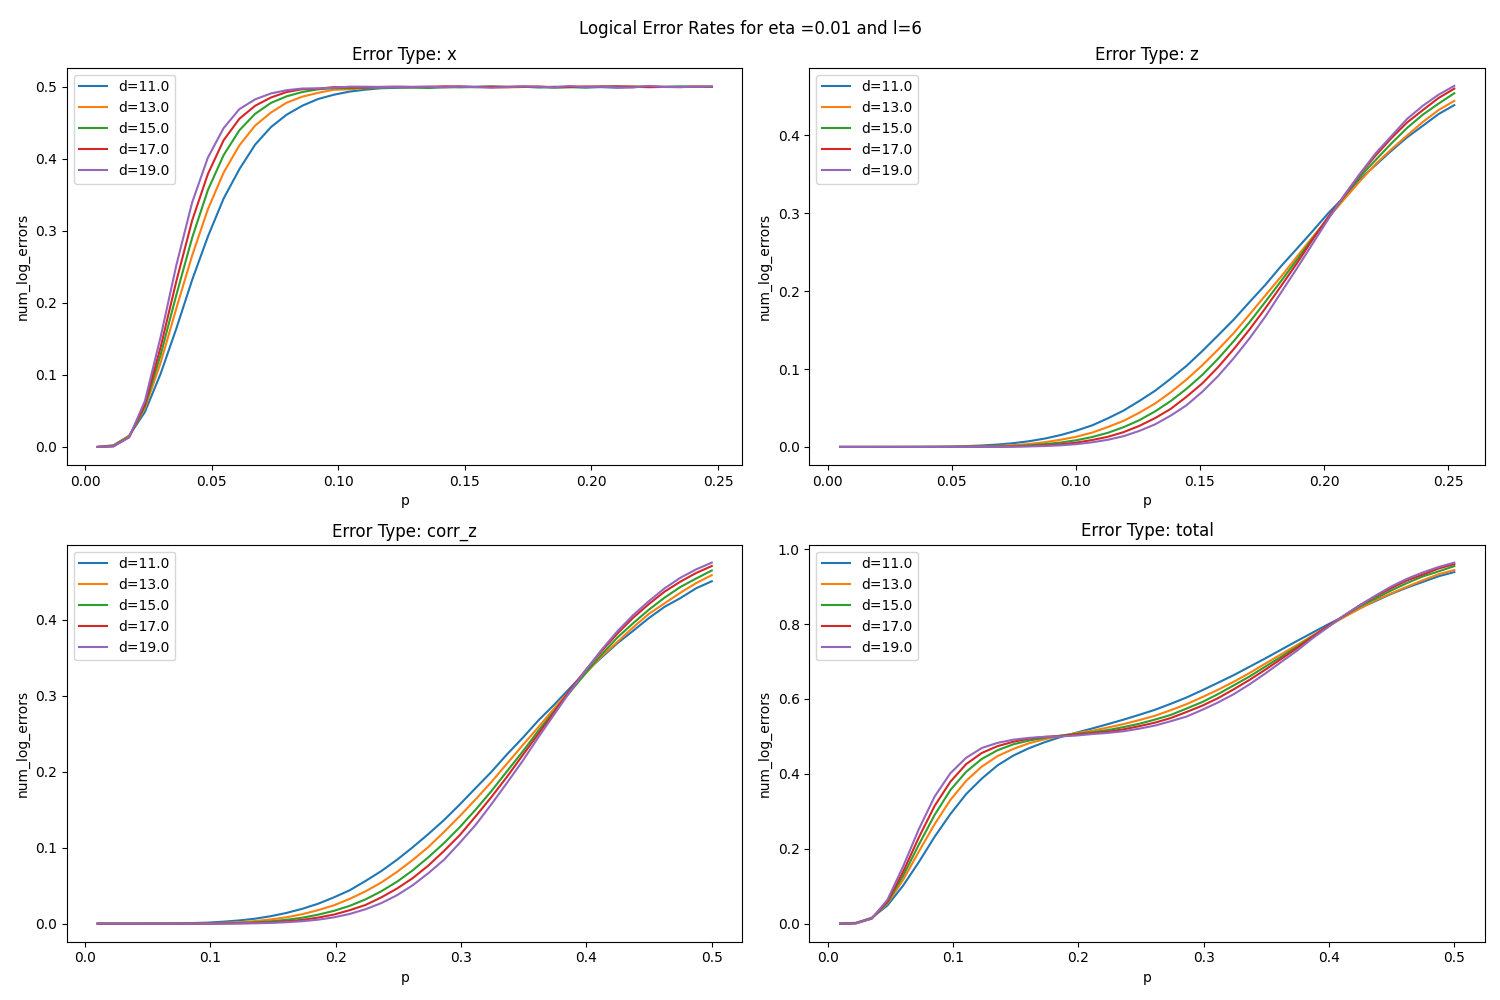 Logical Error Rates for eta =0.01 and l=6
Error Type: x
num_log_errors
0.5
0.4
0.3
0.2
0.1
0.0
d=11.0
d=13.0
d=15.0
d=17.0
d=19.0
0.00 0.05 0.10 0.15 0.20 0.25
p
Error Type: z
num_log_errors
0.4
0.3
0.2
0.1
0.0
d=11.0
d=13.0
d=15.0
d=17.0
d=19.0
0.00 0.05 0.10 0.15 0.20 0.25
p
Error Type: corr_z
num_log_errors
0.4
0.3
0.2
0.1
0.0
d=11.0
d=13.0
d=15.0
d=17.0
d=19.0
0.0 0.1 0.2 0.3 0.4 0.5
p
Error Type: total
num_log_errors
1.0
0.8
0.6
0.4
0.2
0.0
d=11.0
d=13.0
d=15.0
d=17.0
d=19.0
0.0 0.1 0.2 0.3 0.4 0.5
p